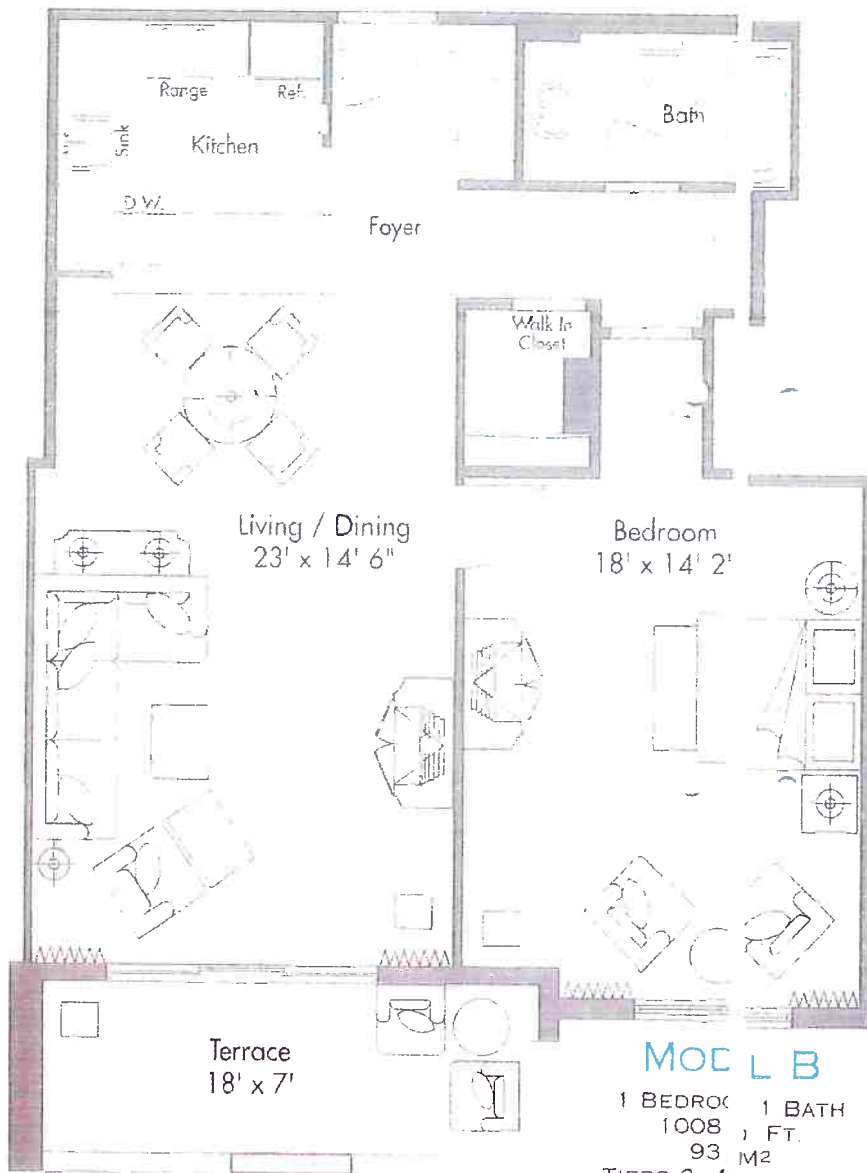 Range
Ref.
Bath
Sink
Kitchen
D.W.
Foyer
Walk In
Closet
Living / Dining
23' x 14' 6"
Bedroom
18' x 14' 2'
Terrace
18' x 7'
MOD L B
1 BEDRO 1 BATH
1008 FT.
93 M2